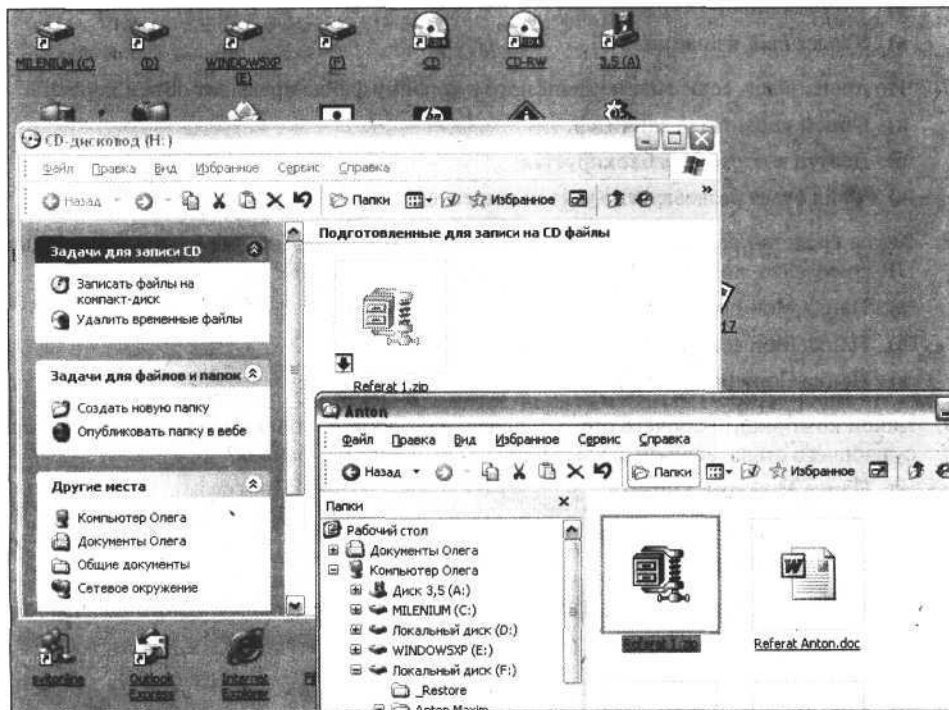 MILENIUM (C)
(D)
WINDOWSXP (E)
(F)
CD
CD-RW
3,5 (A)
CD-дисковод (H:)
Файл Правка Вид Избранное Сервис Справка
Назад Папки Избранное »
Задачи для записи CD
Записать файлы на
компакт-диск
Удалить временные файлы
Задачи для файлов и папок
Создать новую папку
Опубликовать папку в вебе
Другие места
Компьютер Олега
Документы Олега
Общие документы
Сетевое окружение
Подготовленные для записи на CD файлы
Referat 1.zip
17
Anton
Файл Правка Вид Избранное Сервис Справка
Назад Папки Избранное
Папки
Рабочий стол
Документы Олега
Компьютер Олега
Диск 3,5 (A:)
MILENIUM (C:)
Локальный диск (D:)
WINDOWSXP (E:)
Локальный диск (F:)
_Restore
Anton Maxim
Referat 1.zip
Referat Anton.doc
svitonline
Outlook
Express
Internet
Explorer